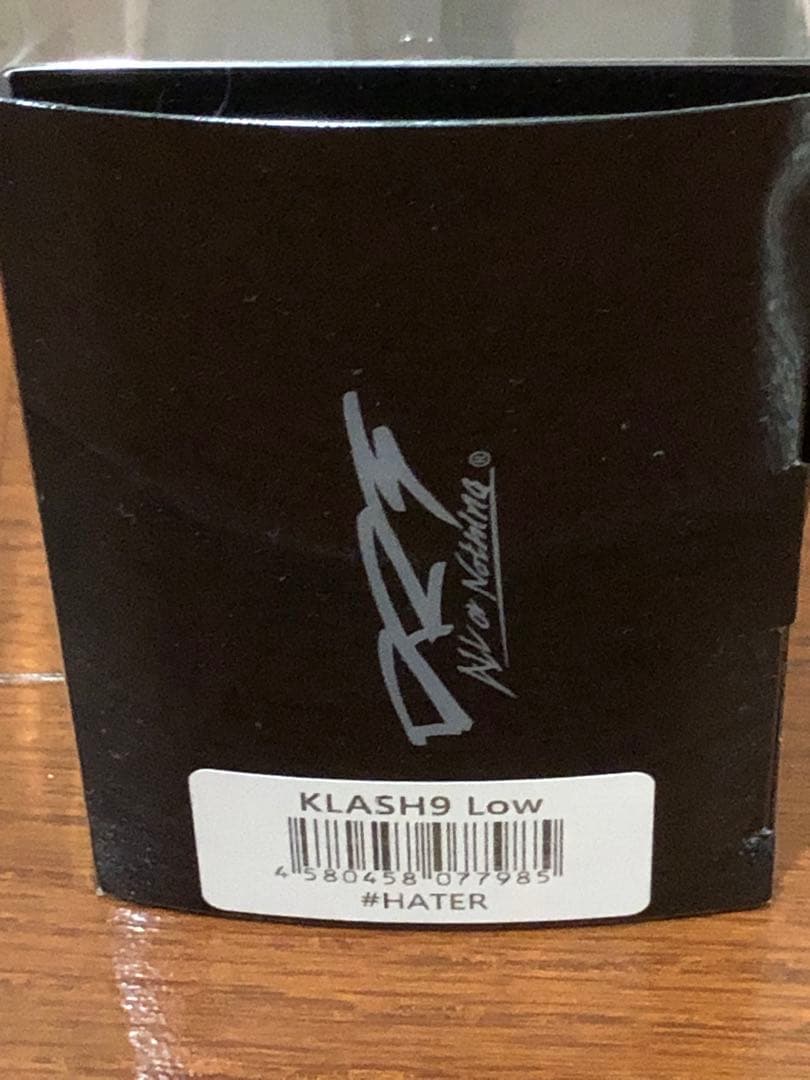 DRT
All or Nothing®
KLASH9 Low
4 580458 077985
#HATER